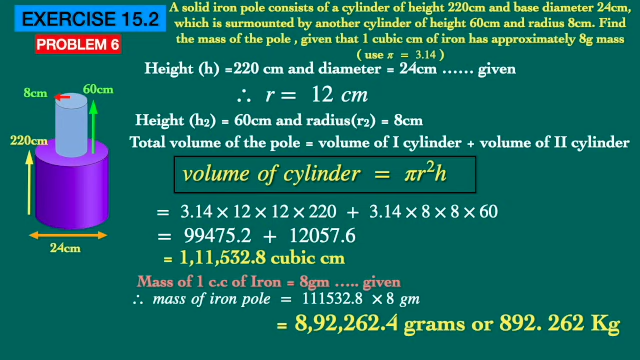 EXERCISE 15.2
PROBLEM 6
A solid iron pole consists of a cylinder of height 220cm and base diameter 24cm,
which is surmounted by another cylinder of height 60cm and radius 8cm. Find
the mass of the pole , given that 1 cubic cm of iron has approximately 8g mass
( use π = 3.14 )
Height (h) =220 cm and diameter = 24cm ...... given
∴ r = 12 cm
Height (h₂) = 60cm and radius(r₂) = 8cm
Total volume of the pole = volume of I cylinder + volume of II cylinder
volume of cylinder = πr²h
= 3.14 × 12 × 12 × 220 + 3.14 × 8 × 8 × 60
= 99475.2 + 12057.6
= 1,11,532.8 cubic cm
Mass of 1 c.c of Iron = 8gm ..... given
∴ mass of iron pole = 111532.8 × 8 gm
= 8,92,262.4 grams or 892. 262 Kg
8cm
60cm
220cm
24cm